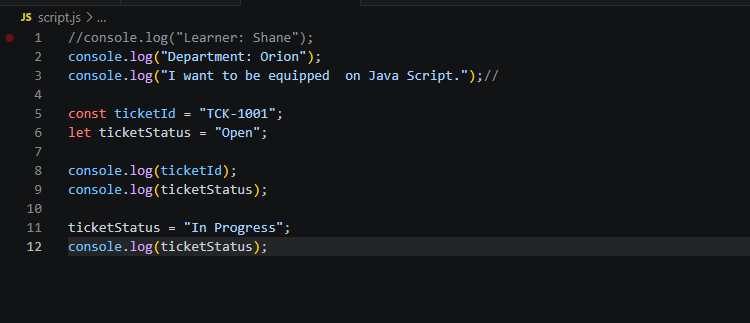 JS script.js > ...
1 //console.log("Learner: Shane");
2 console.log("Department: Orion");
3 console.log("I want to be equipped  on Java Script.");//
4
5 const ticketId = "TCK-1001";
6 let ticketStatus = "Open";
7
8 console.log(ticketId);
9 console.log(ticketStatus);
10
11 ticketStatus = "In Progress";
12 console.log(ticketStatus);